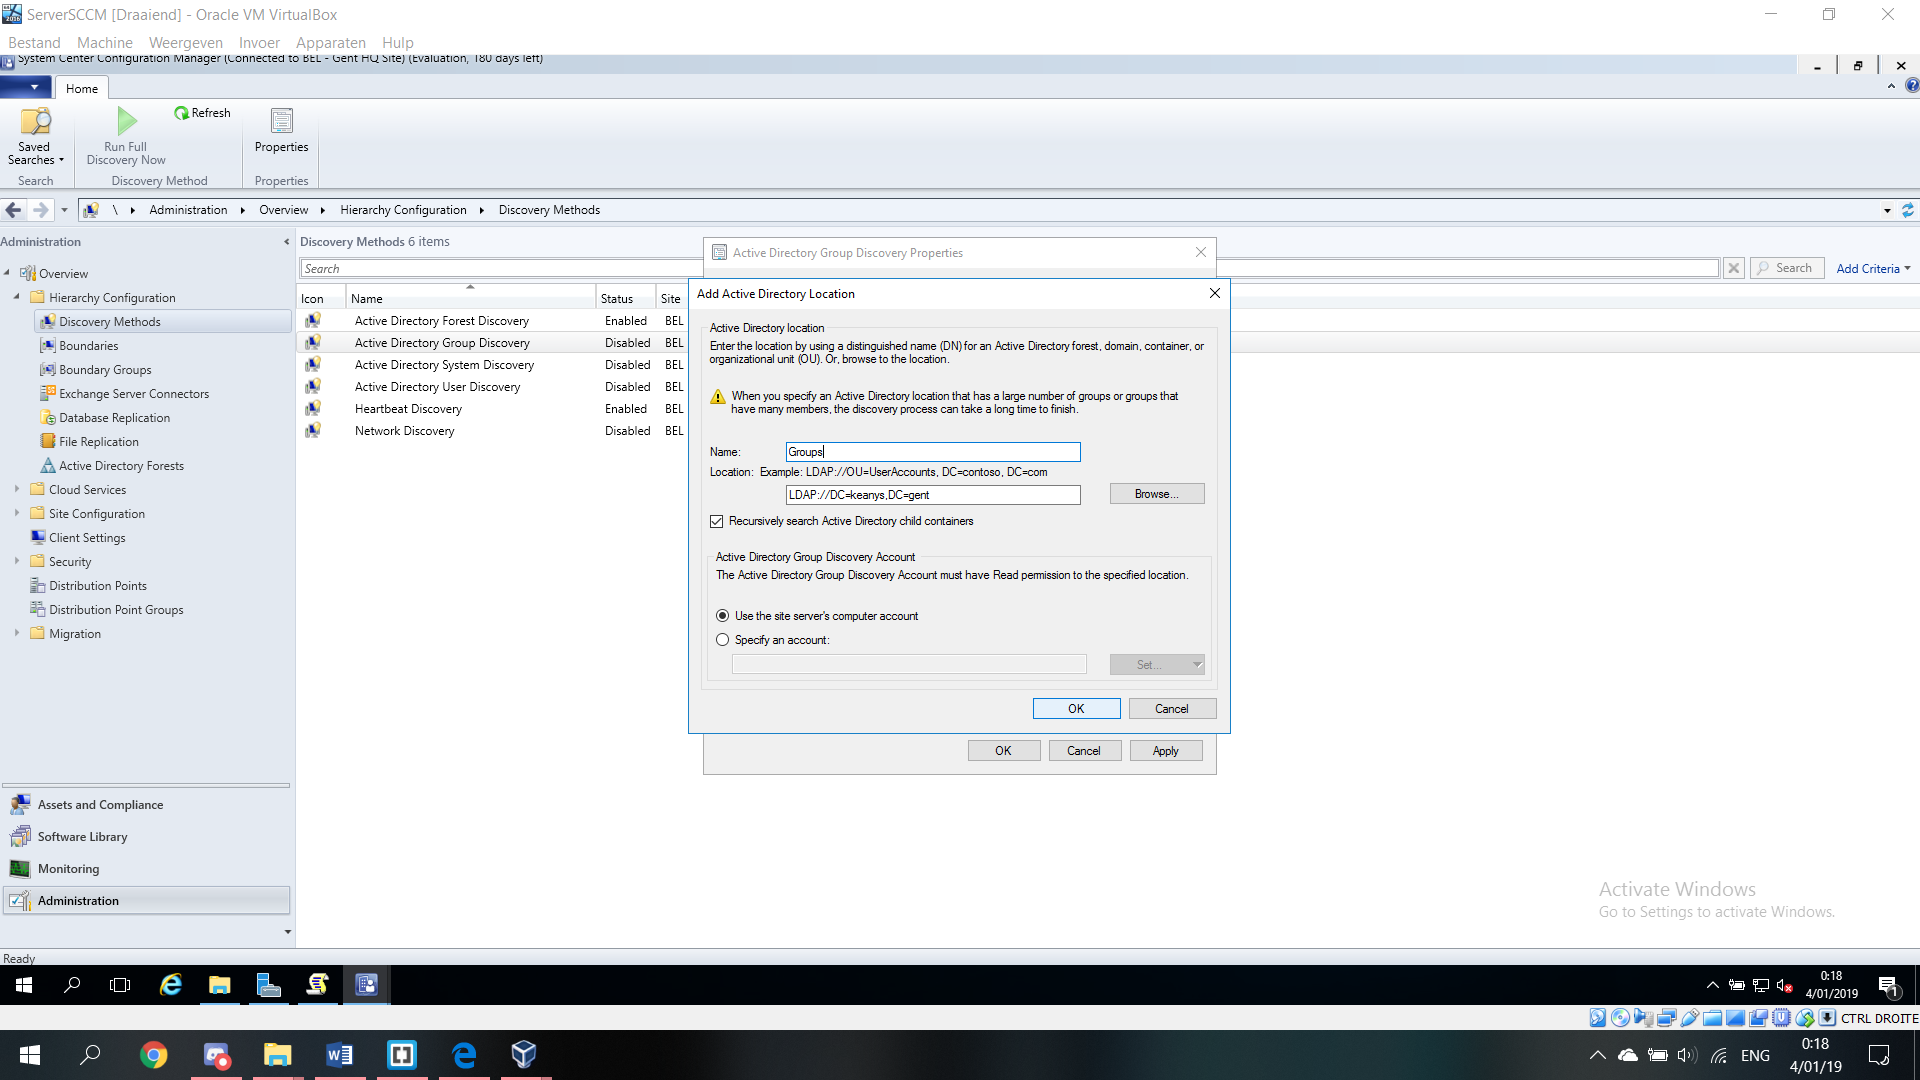 ServerSCCM [Draaiend] - Oracle VM VirtualBox
Bestand Machine Weergeven Invoer Apparaten Hulp
System Center Configuration Manager (Connected to BEL - Gent HQ Site) (Evaluation, 180 days left)
Home
Saved Searches
Run Full Discovery Now
Refresh
Properties
Search
Discovery Method
Properties
\ Administration Overview Hierarchy Configuration Discovery Methods
Administration
Overview
Hierarchy Configuration
Discovery Methods
Boundaries
Boundary Groups
Exchange Server Connectors
Database Replication
File Replication
Active Directory Forests
Cloud Services
Site Configuration
Client Settings
Security
Distribution Points
Distribution Point Groups
Migration
Assets and Compliance
Software Library
Monitoring
Administration
Discovery Methods 6 items
Search
Search
Add Criteria
Icon Name Status Site
Active Directory Forest Discovery Enabled BEL
Active Directory Group Discovery Disabled BEL
Active Directory System Discovery Disabled BEL
Active Directory User Discovery Disabled BEL
Heartbeat Discovery Enabled BEL
Network Discovery Disabled BEL
Active Directory Group Discovery Properties
Add Active Directory Location
Active Directory location
Enter the location by using a distinguished name (DN) for an Active Directory forest, domain, container, or
organizational unit (OU). Or, browse to the location.
When you specify an Active Directory location that has a large number of groups or groups that
have many members, the discovery process can take a long time to finish.
Name: Groups
Location: Example: LDAP://OU=UserAccounts, DC=contoso, DC=com
LDAP://DC=keanys,DC=gent
Browse...
Recursively search Active Directory child containers
Active Directory Group Discovery Account
The Active Directory Group Discovery Account must have Read permission to the specified location.
Use the site server's computer account
Specify an account:
Set...
OK Cancel
OK Cancel Apply
Activate Windows
Go to Settings to activate Windows.
Ready
0:18
4/01/2019
1
CTRL DROITE
ENG
0:18
4/01/19